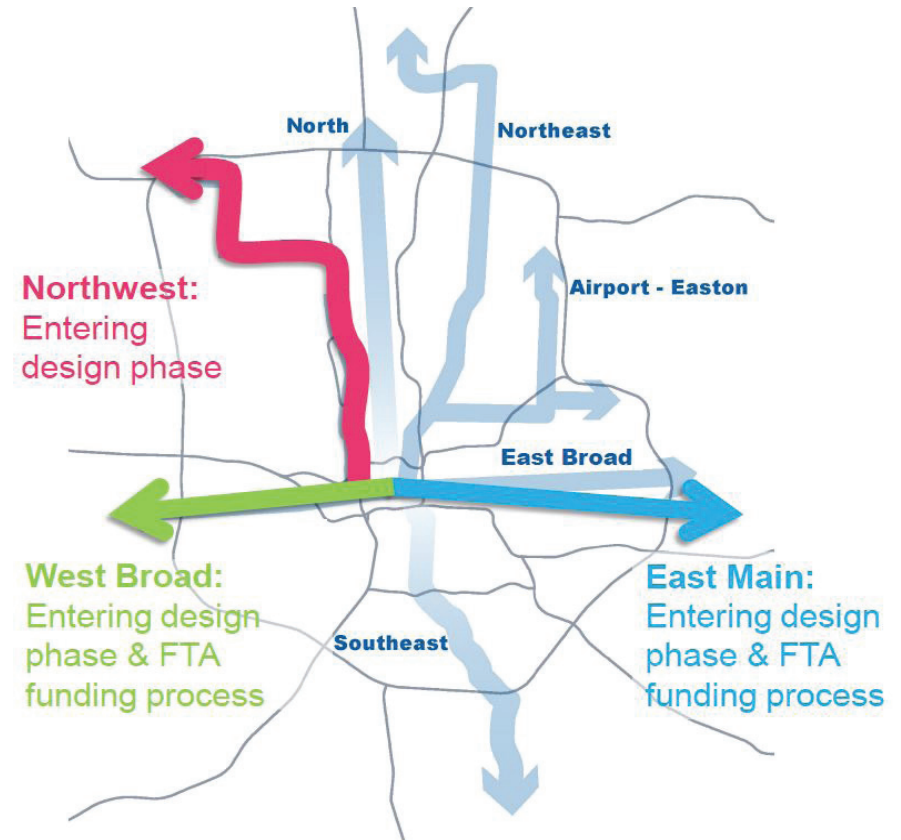 North
Northeast
Northwest:
Entering
design phase
Airport - Easton
East Broad
West Broad:
Entering design
phase & FTA
funding process
East Main:
Entering design
phase & FTA
funding process
Southeast